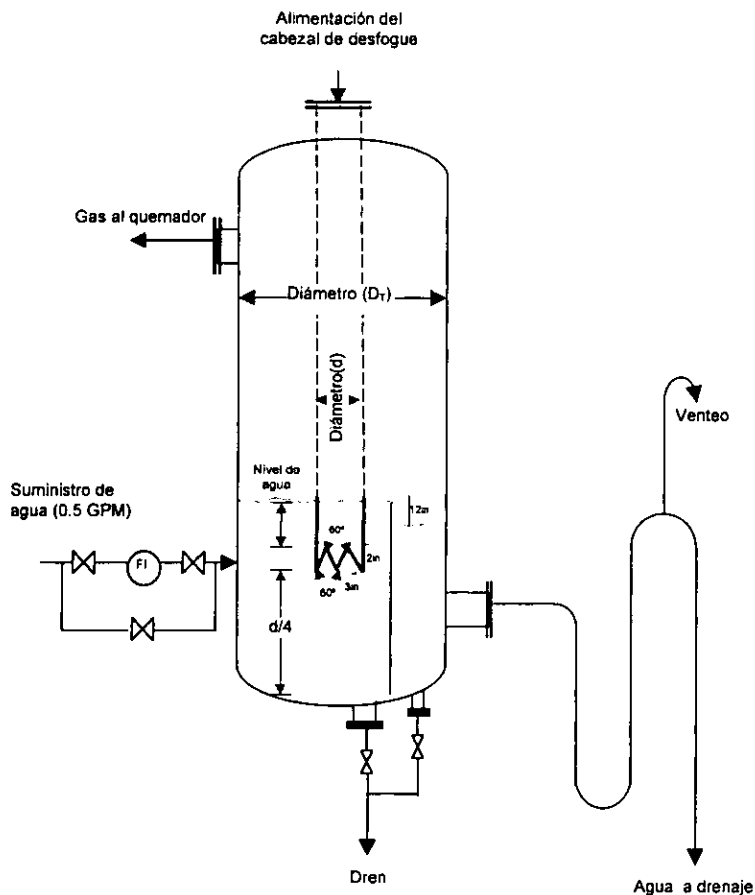 Alimentación del
cabezal de desfogue
Gas al quemador
Diámetro (DT)
Diámetro(d)
Nivel de
agua
Venteo
Suministro de
agua (0.5 GPM)
12in
60°
FI
2in
60°
3in
d/4
Dren
Agua a drenaje